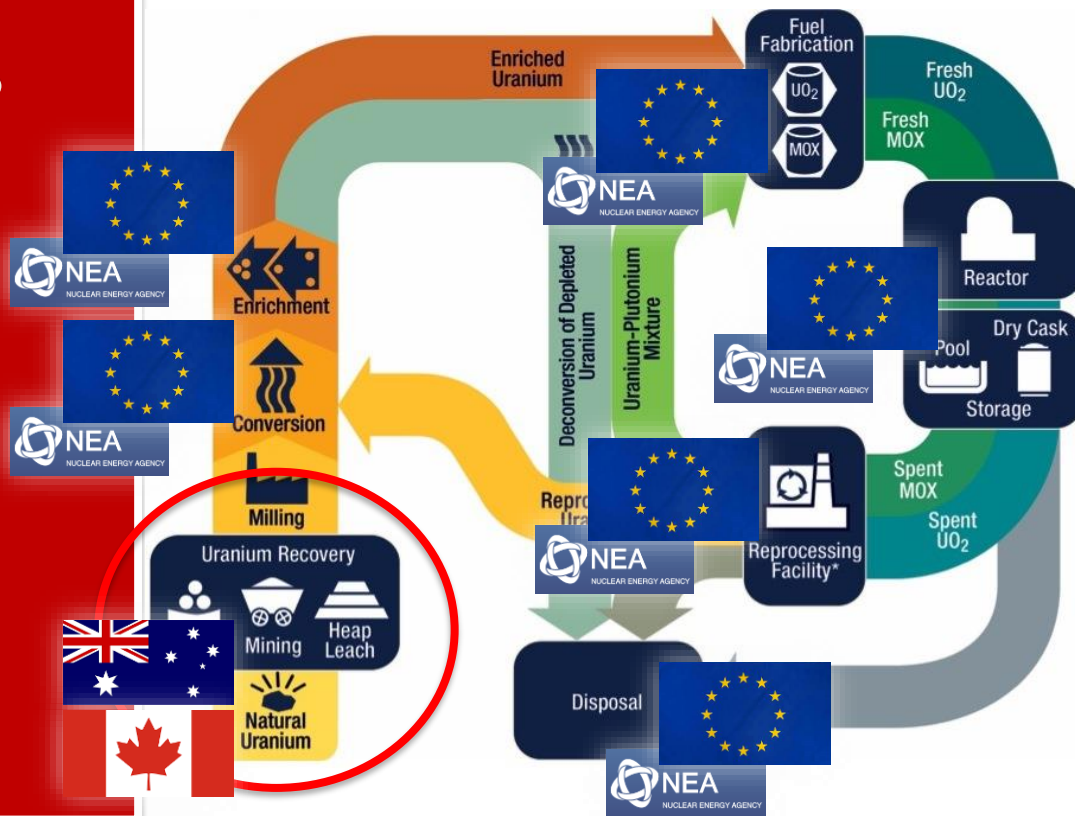 Fuel
Fabrication
UO2
MOX
Enriched
Uranium
Fresh
UO2
Fresh
MOX
NEA
NUCLEAR ENERGY AGENCY
Reactor
Dry Cask
Pool
Storage
NEA
NUCLEAR ENERGY AGENCY
NEA
NUCLEAR ENERGY AGENCY
Enrichment
NEA
NUCLEAR ENERGY AGENCY
Conversion
Deconversion of Depleted
Uranium
Uranium-Plutonium
Mixture
Milling
Uranium Recovery
Mining
Heap
Leach
Natural
Uranium
NEA
NUCLEAR ENERGY AGENCY
Reprocessing
Facility*
Spent
MOX
Spent
UO2
Disposal
NEA
NUCLEAR ENERGY AGENCY